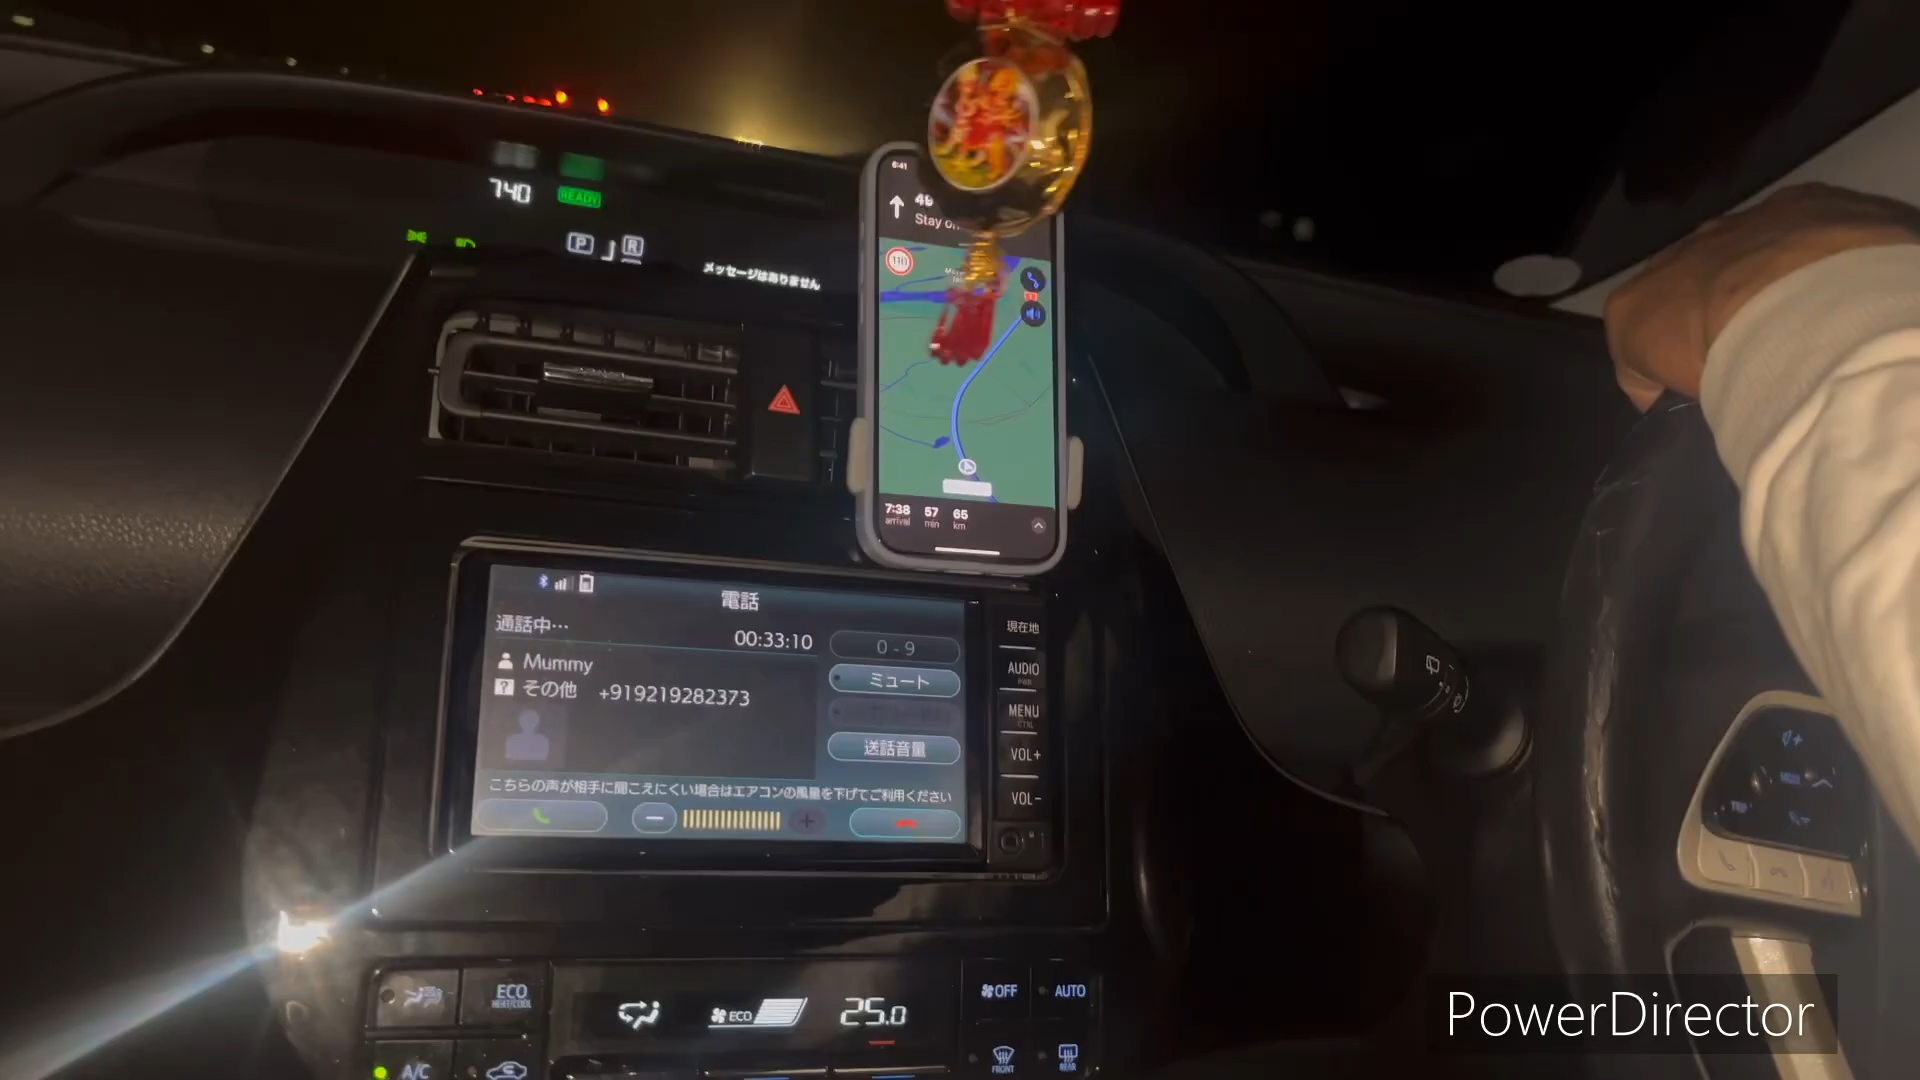 6:41
740
READY
P R
メッセージはありません
110
7:38 57 65
arrival min km
電話
通話中…
00:33:10
0 - 9
Mummy
その他 +919219282373
ミュート
送話音量
こちらの声が相手に聞こえにくい場合はエアコンの風量を下げてご利用ください
現在地
AUDIO
MENU
VOL+
VOL-
ECO
HEAT/COOL
ECO
25.0
OFF
AUTO
A/C
FRONT
REAR
PowerDirector